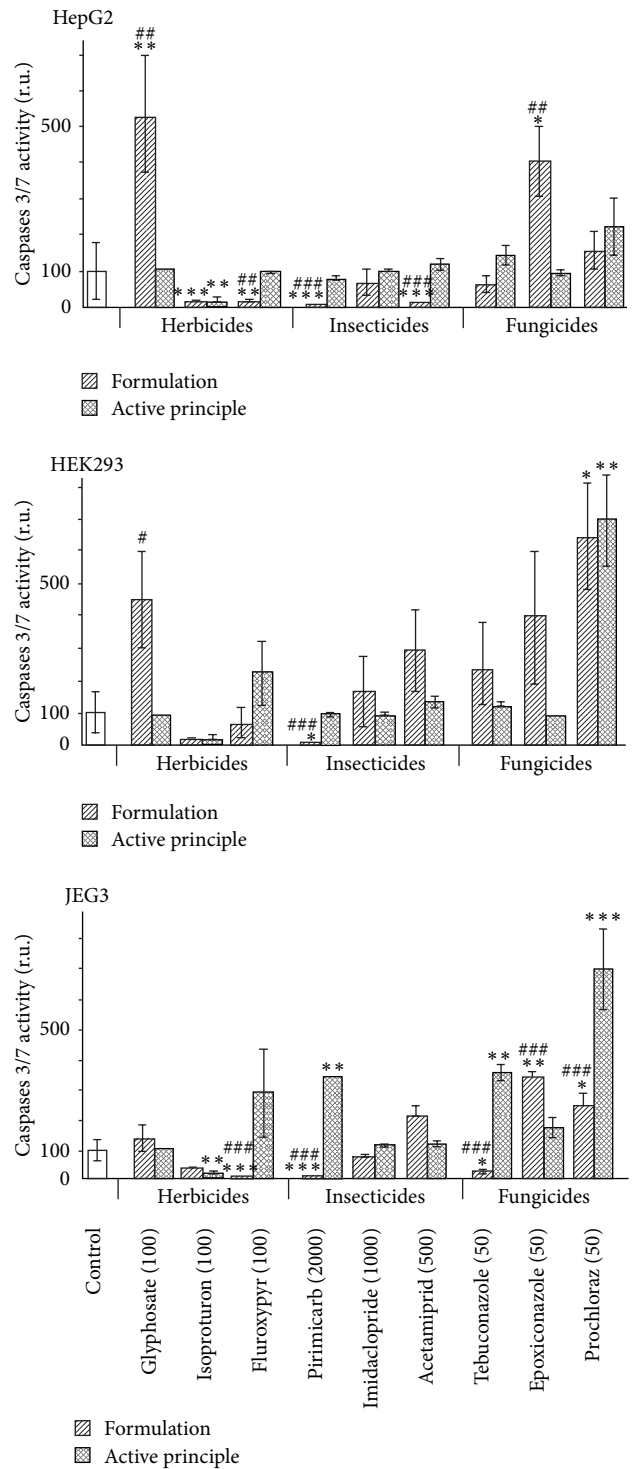 HepG2
Caspases 3/7 activity (r.u.)
500
100
0
##
**
***
**
##
**
###
***
###
***
##
*
Herbicides
Insecticides
Fungicides
Formulation
Active principle
HEK293
Caspases 3/7 activity (r.u.)
500
100
0
#
###
*
*
**
Herbicides
Insecticides
Fungicides
Formulation
Active principle
JEG3
Caspases 3/7 activity (r.u.)
500
100
0
**
###
***
###
***
**
###
*
**
###
**
###
*
***
Herbicides
Insecticides
Fungicides
Control
Glyphosate (100)
Isoproturon (100)
Fluroxypyr (100)
Pirimicarb (2000)
Imidaclopride (1000)
Acetamiprid (500)
Tebuconazole (50)
Epoxiconazole (50)
Prochloraz (50)
Formulation
Active principle